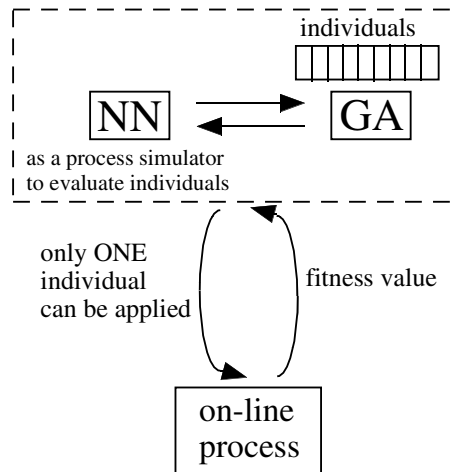 individuals
NN
GA
as a process simulator
to evaluate individuals
only ONE
individual
can be applied
fitness value
on-line
process